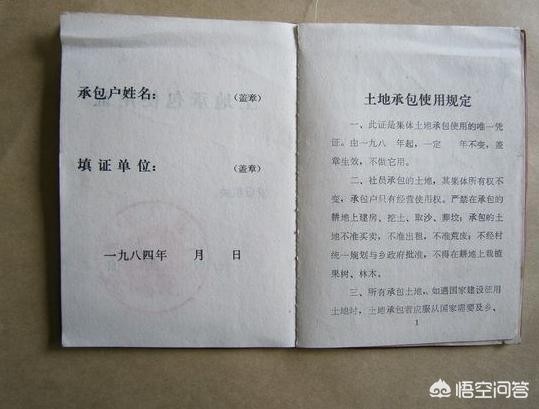 承包户姓名：（盖章）
填证单位：（盖章）
一九八四年 月 日
土地承包使用规定
一、此证是集体土地承包使用的唯一凭
证。由一九八 年起，一定 年不变，盖
章生效，不做它用。
二、社员承包的土地，其集体所有权不
变，承包户只有经营使用权。严禁在承包的
耕地上建房、挖土、取沙、葬坟；承包的土
地不准买卖，不准出租，不准荒废；不经村
统一规划与乡政府批准，不得在耕地上栽植
果树、林木。
三、所有承包土地，如遇国家建设征用
土地时，土地承包者应服从国家需要及乡、
1
悟空问答